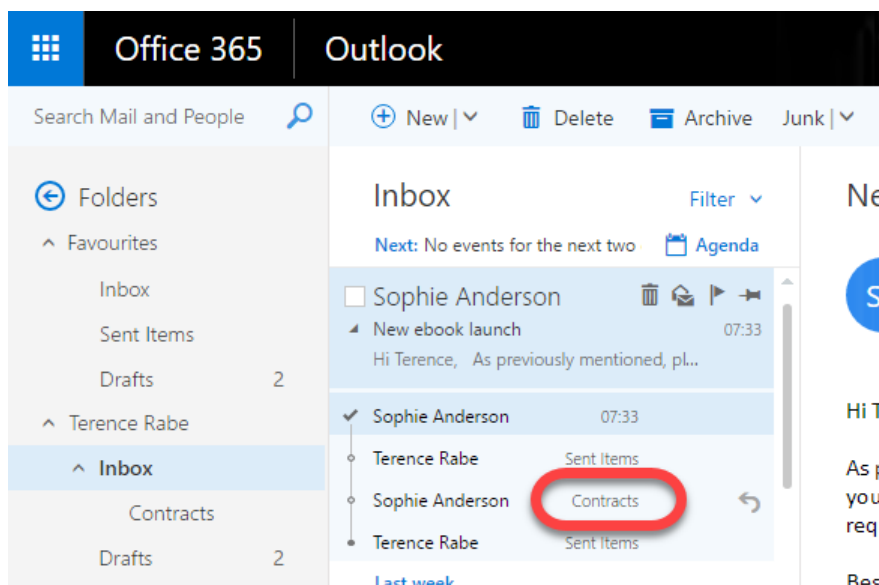 Office 365 Outlook
Search Mail and People
New Delete Archive Junk
Folders
Favourites
Inbox
Sent Items
Drafts 2
Terence Rabe
Inbox
Contracts
Drafts 2
Inbox Filter
Next: No events for the next two Agenda
Sophie Anderson
New ebook launch 07:33
Hi Terence, As previously mentioned, pl...
Sophie Anderson 07:33
Terence Rabe Sent Items
Sophie Anderson Contracts
Terence Rabe Sent Items
Last week
Ne
S
Hi T
As p
you
req
Bes